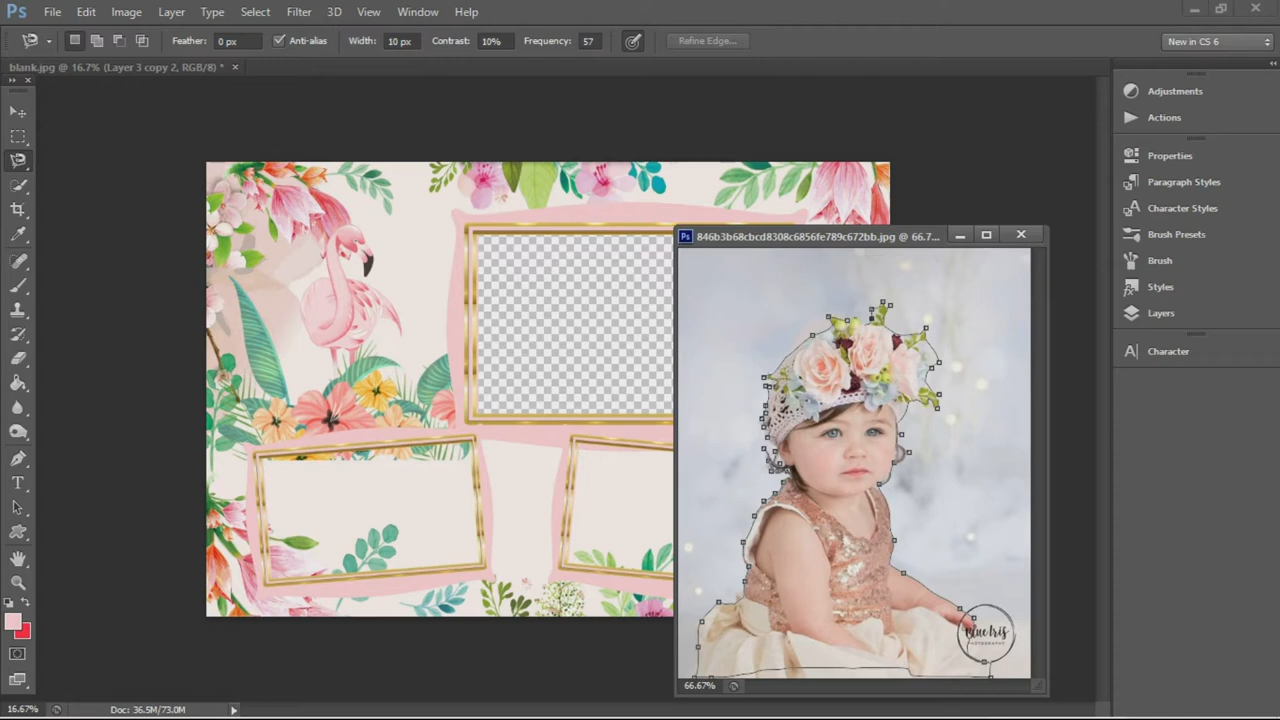 Ps File Edit Image Layer Type Select Filter 3D View Window Help
Feather: 0 px Anti-alias Width: 10 px Contrast: 10% Frequency: 57 Refine Edge... New in CS 6
blank.jpg @ 16.7% (Layer 3 copy 2, RGB/8) * ×
Adjustments
Actions
Properties
Paragraph Styles
Character Styles
Brush Presets
Brush
Styles
Layers
Character
Ps 846b3b68cbcd8308c6856fe789c672bb.jpg @ 66.7...
blue Iris
PHOTOGRAPHY
66.67%
16.67% Doc: 36.5M/73.0M